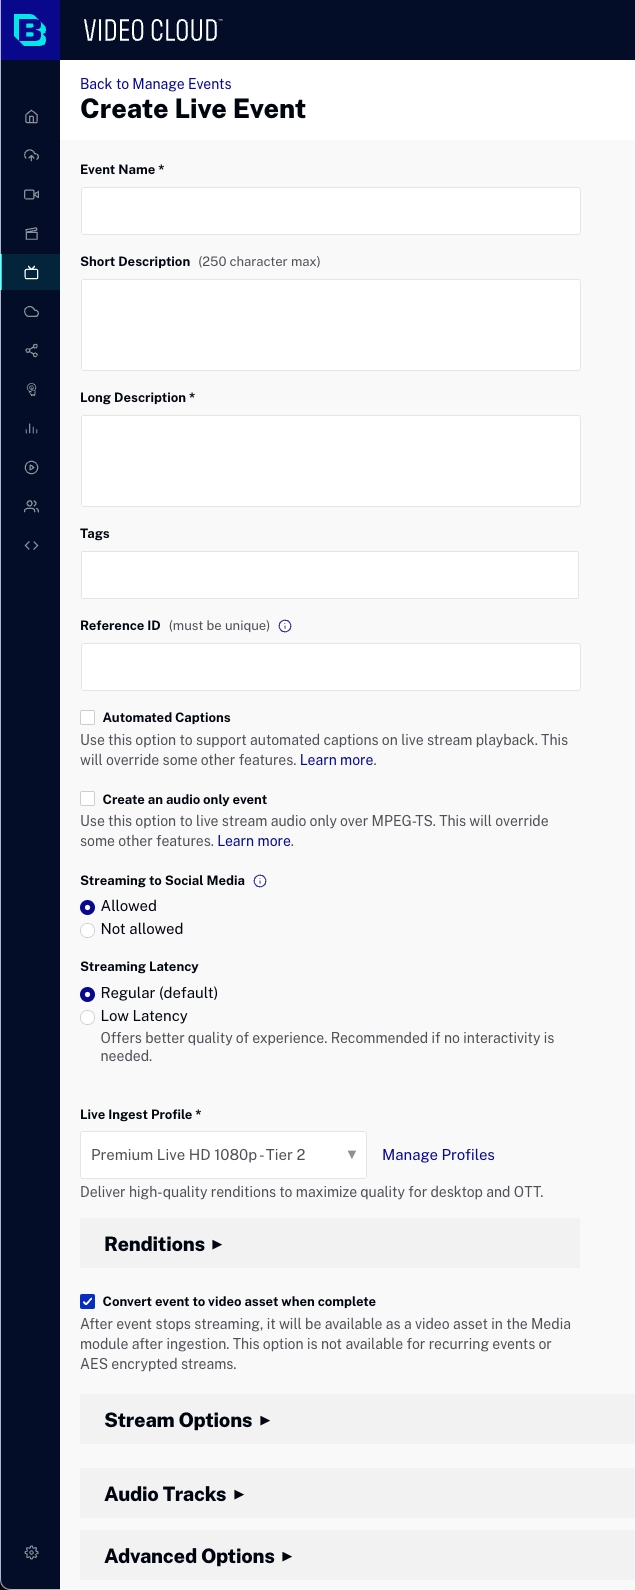 VIDEO CLOUD™
Back to Manage Events
Create Live Event
Event Name *
Short Description (250 character max)
Long Description *
Tags
Reference ID (must be unique)
Automated Captions
Use this option to support automated captions on live stream playback. This
will override some other features. Learn more.
Create an audio only event
Use this option to live stream audio only over MPEG-TS. This will override
some other features. Learn more.
Streaming to Social Media
Allowed
Not allowed
Streaming Latency
Regular (default)
Low Latency
Offers better quality of experience. Recommended if no interactivity is
needed.
Live Ingest Profile *
Premium Live HD 1080p - Tier 2 ▼ Manage Profiles
Deliver high-quality renditions to maximize quality for desktop and OTT.
Renditions ►
Convert event to video asset when complete
After event stops streaming, it will be available as a video asset in the Media
module after ingestion. This option is not available for recurring events or
AES encrypted streams.
Stream Options ►
Audio Tracks ►
Advanced Options ►